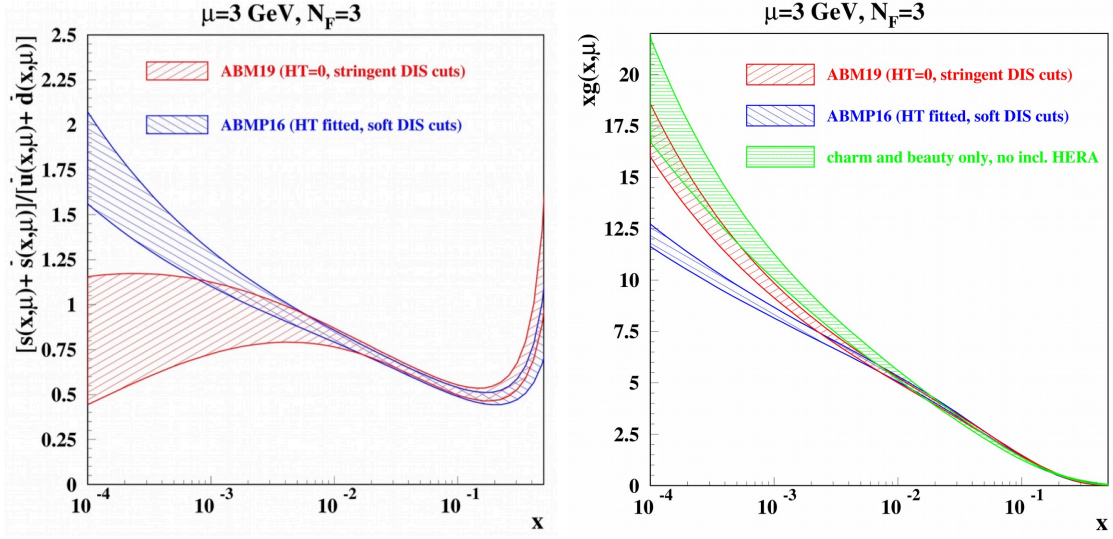 μ=3 GeV, N_F=3
[s(x,μ)+ s̄(x,μ)]/[ū(x,μ)+ d̄(x,μ)]
2.5
2.25
2
1.75
1.5
1.25
1
0.75
0.5
0.25
0
ABM19 (HT=0, stringent DIS cuts)
ABMP16 (HT fitted, soft DIS cuts)
10^-4
10^-3
10^-2
10^-1
x
μ=3 GeV, N_F=3
xg(x,μ)
20
17.5
15
12.5
10
7.5
5
2.5
0
ABM19 (HT=0, stringent DIS cuts)
ABMP16 (HT fitted, soft DIS cuts)
charm and beauty only, no incl. HERA
10^-4
10^-3
10^-2
10^-1
x